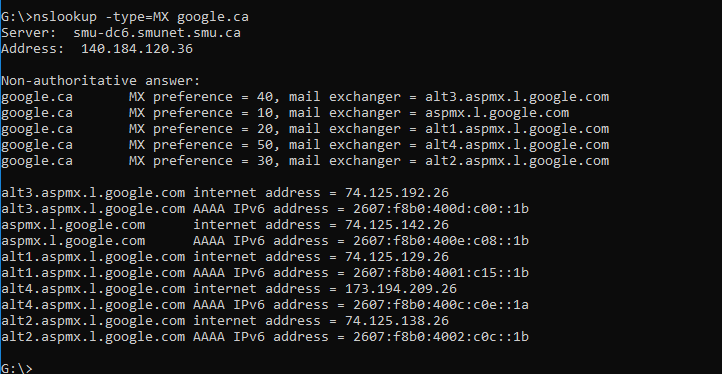 G:\>nslookup -type=MX google.ca
Server:  smu-dc6.smunet.smu.ca
Address:  140.184.120.36

Non-authoritative answer:
google.ca       MX preference = 40, mail exchanger = alt3.aspmx.l.google.com
google.ca       MX preference = 10, mail exchanger = aspmx.l.google.com
google.ca       MX preference = 20, mail exchanger = alt1.aspmx.l.google.com
google.ca       MX preference = 50, mail exchanger = alt4.aspmx.l.google.com
google.ca       MX preference = 30, mail exchanger = alt2.aspmx.l.google.com

alt3.aspmx.l.google.com internet address = 74.125.192.26
alt3.aspmx.l.google.com AAAA IPv6 address = 2607:f8b0:400d:c00::1b
aspmx.l.google.com      internet address = 74.125.142.26
aspmx.l.google.com      AAAA IPv6 address = 2607:f8b0:400e:c08::1b
alt1.aspmx.l.google.com internet address = 74.125.129.26
alt1.aspmx.l.google.com AAAA IPv6 address = 2607:f8b0:4001:c15::1b
alt4.aspmx.l.google.com internet address = 173.194.209.26
alt4.aspmx.l.google.com AAAA IPv6 address = 2607:f8b0:400c:c0e::1a
alt2.aspmx.l.google.com internet address = 74.125.138.26
alt2.aspmx.l.google.com AAAA IPv6 address = 2607:f8b0:4002:c0c::1b

G:\>